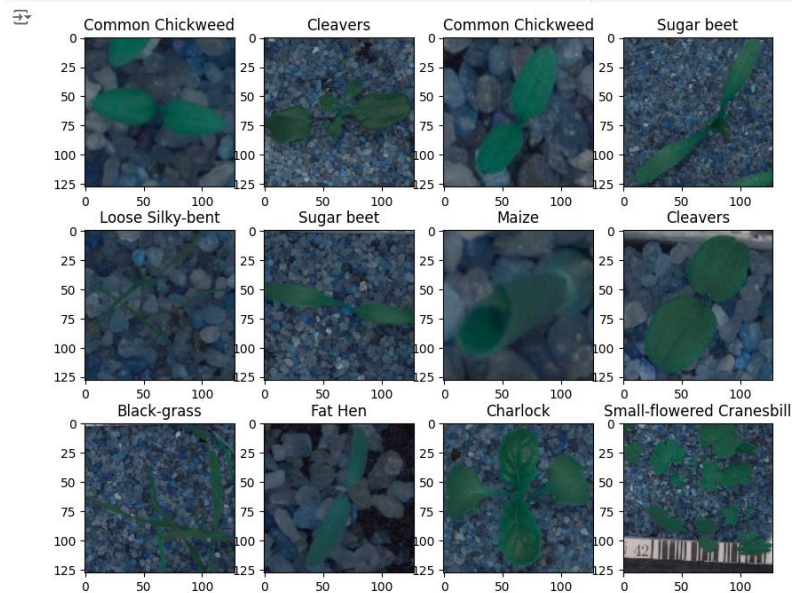 Common Chickweed Cleavers Common Chickweed Sugar beet
0 0 0 0
25 25 25 25
50 50 50 50
75 75 75 75
100 100 100 100
125 125 125 125
0 50 100 0 50 100 0 50 100 0 50 100
Loose Silky-bent Sugar beet Maize Cleavers
0 0 0 0
25 25 25 25
50 50 50 50
75 75 75 75
100 100 100 100
125 125 125 125
0 50 100 0 50 100 0 50 100 0 50 100
Black-grass Fat Hen Charlock Small-flowered Cranesbill
0 0 0 0
25 25 25 25
50 50 50 50
75 75 75 75
100 100 100 100
42
125 125 125 125
0 50 100 0 50 100 0 50 100 0 50 100